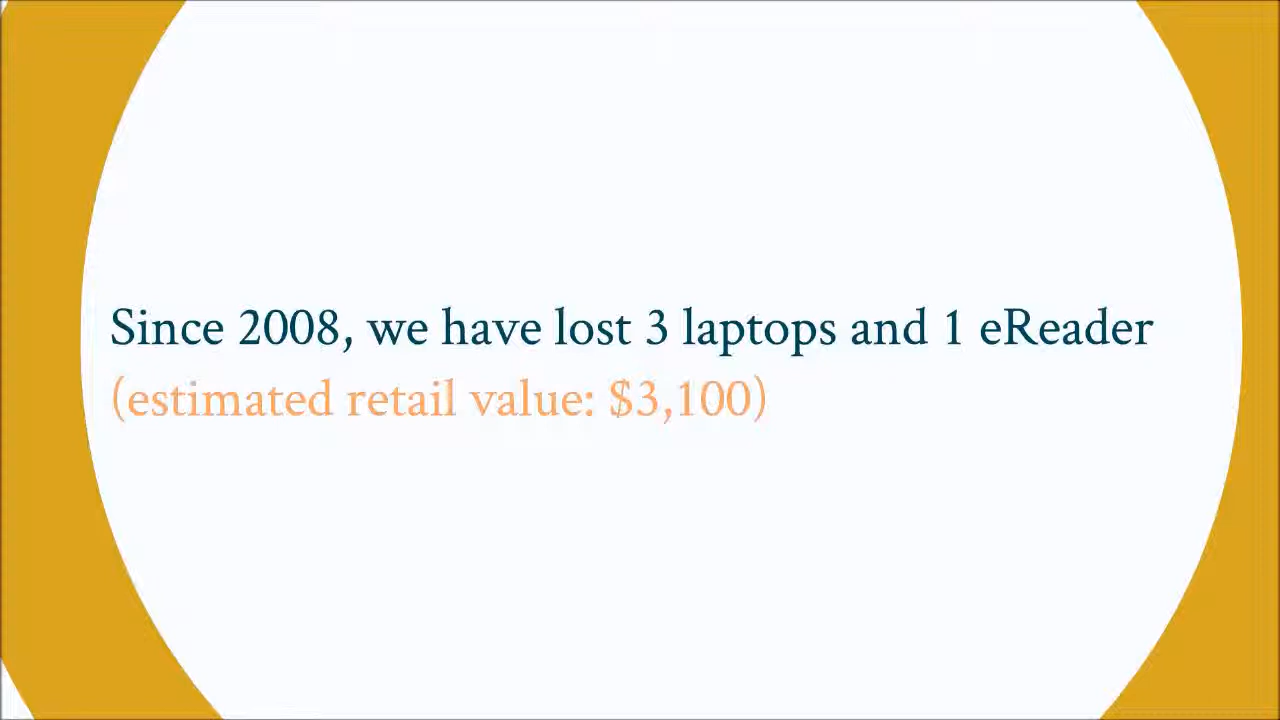 Since 2008, we have lost 3 laptops and 1 eReader
(estimated retail value: $3,100)